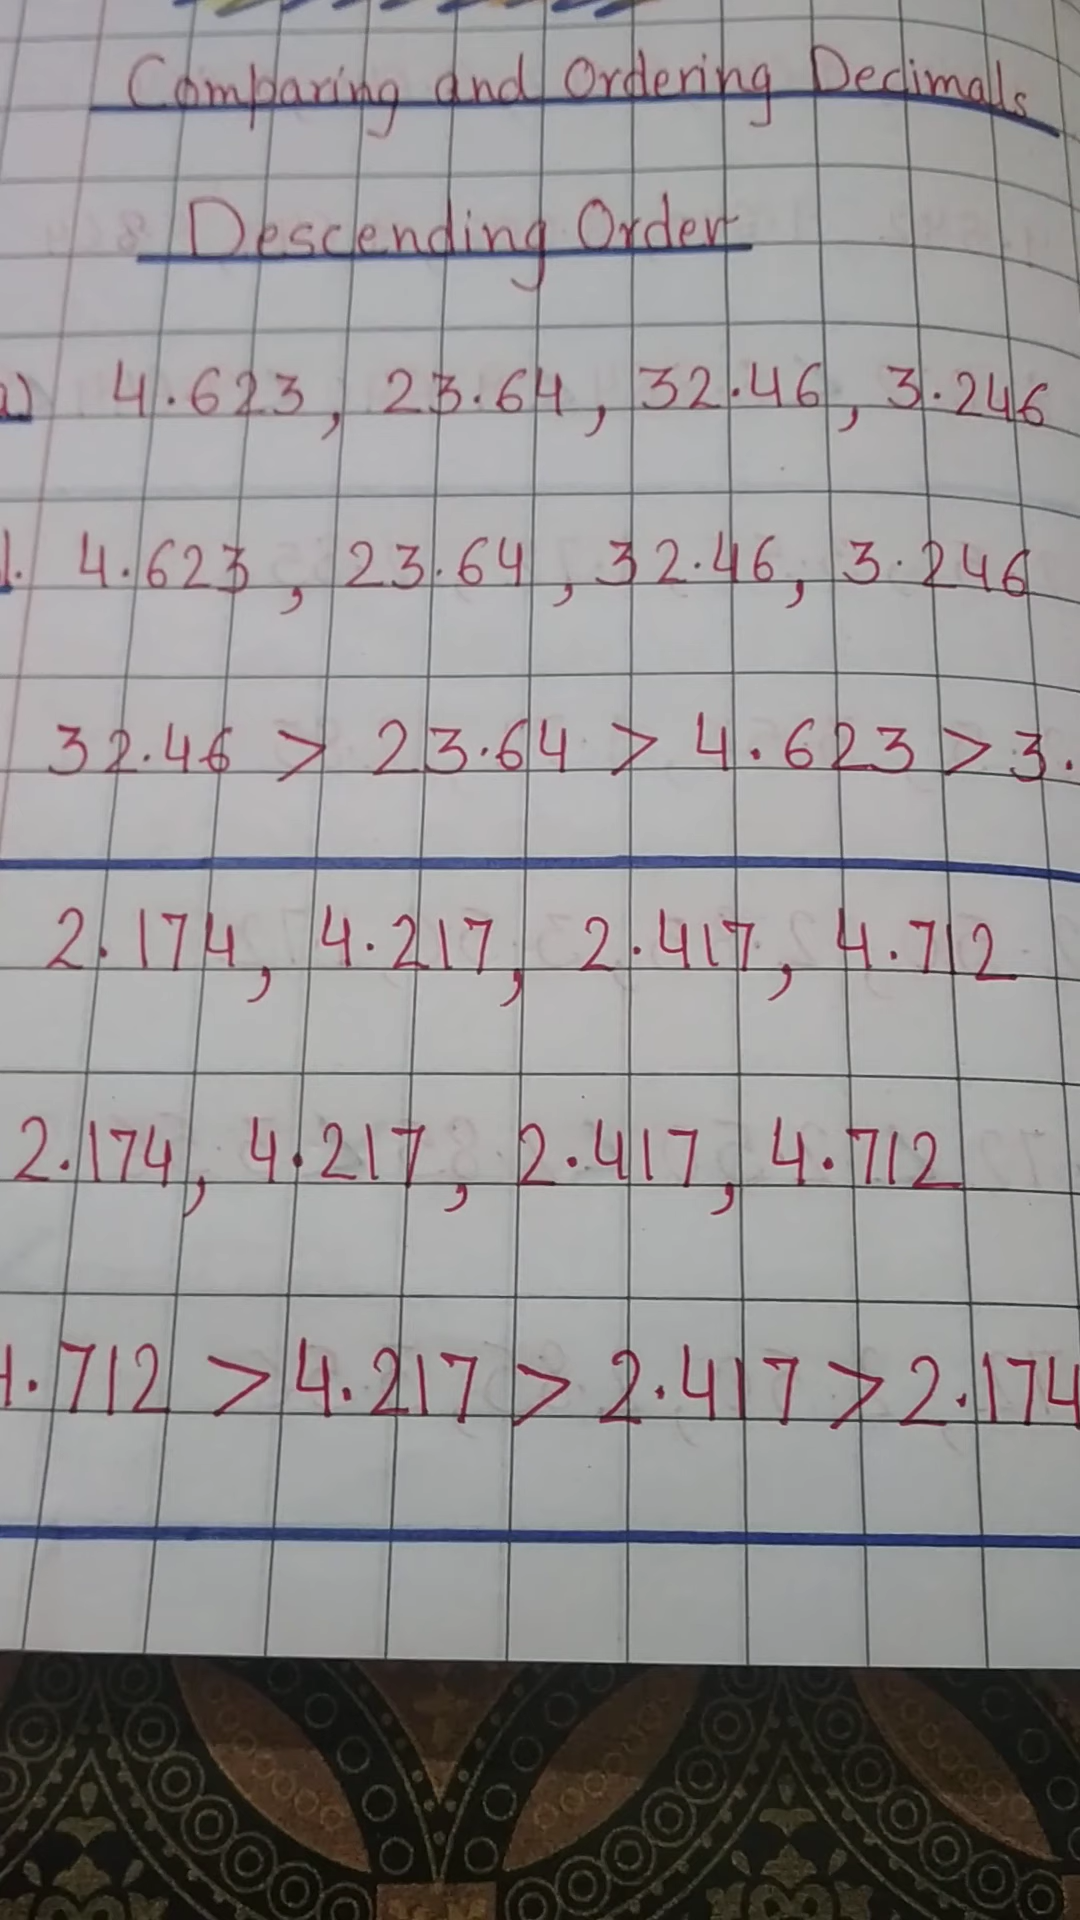 Comparing and Ordering Decimals
Descending Order
a) 4.623, 23.64, 32.46, 3.246
4.623, 23.64, 32.46, 3.246
32.46 > 23.64 > 4.623 > 3.
2.174, 4.217, 2.417, 4.712
2.174, 4.217, 2.417, 4.712
4.712 > 4.217 > 2.417 > 2.174